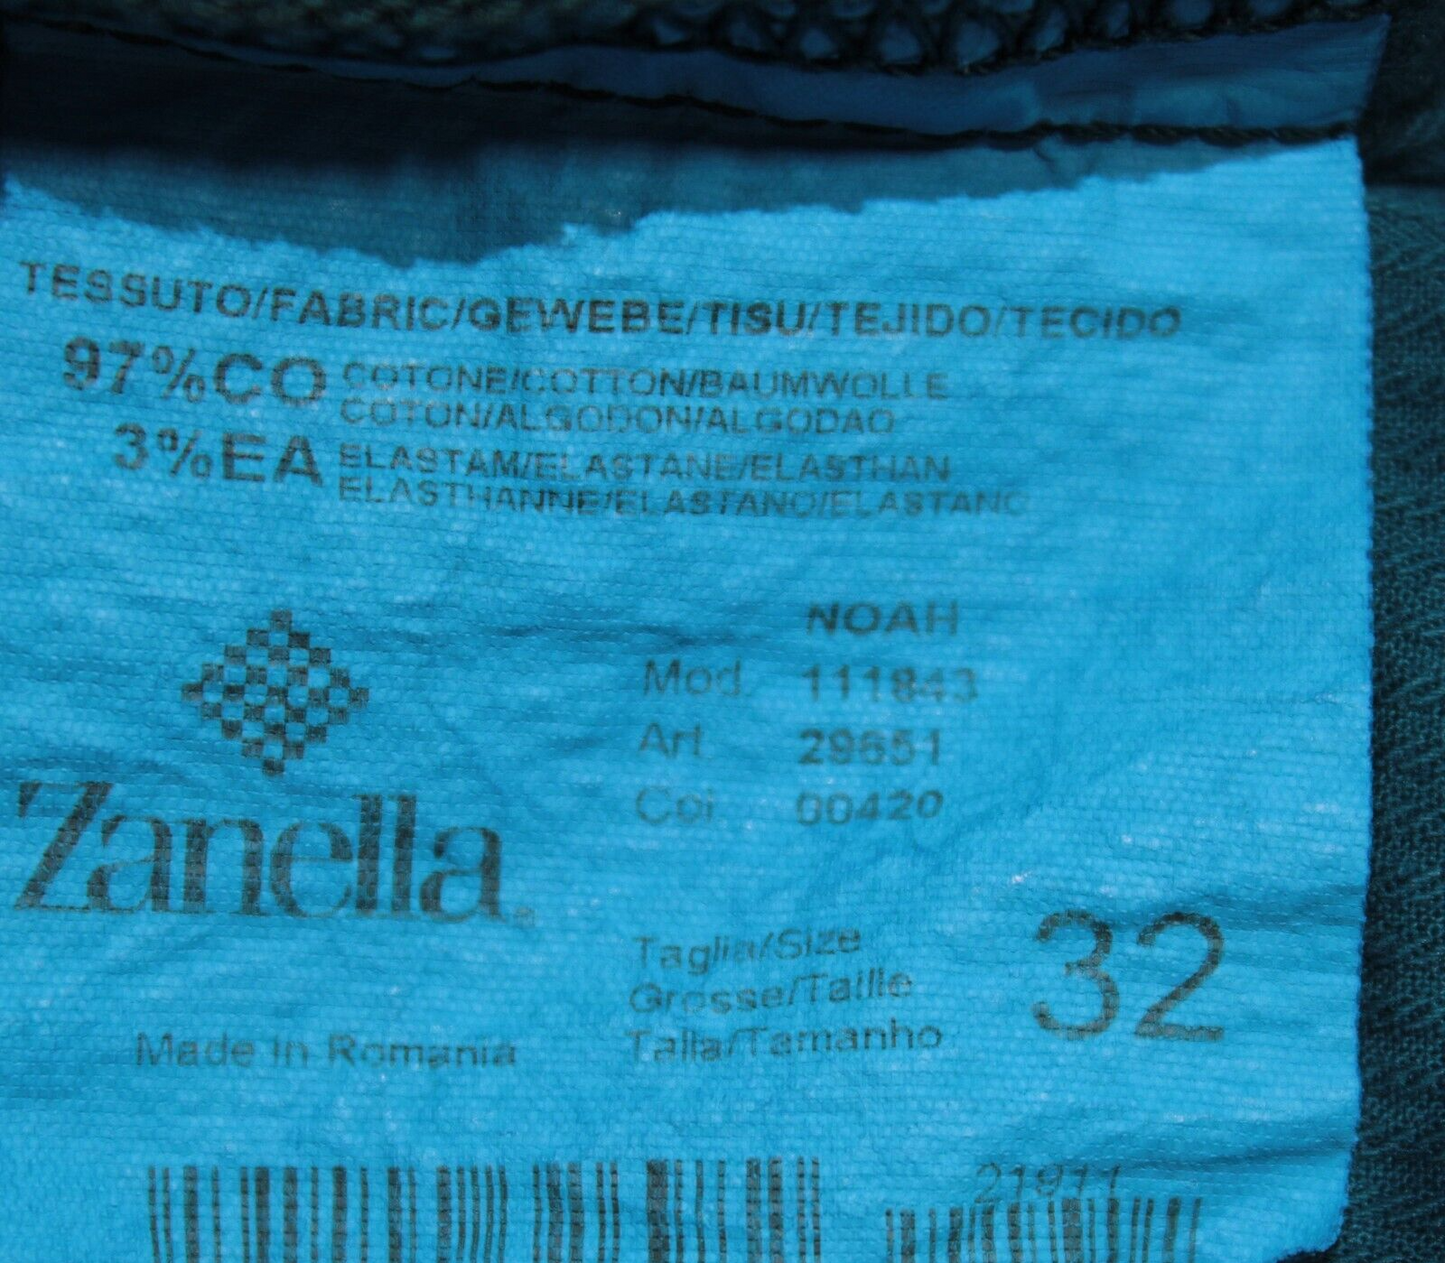 TESSUTO/FABRIC/GEWEBE/TISU/TEJIDO/TECIDO
97%CO COTONE/COTTON/BAUMWOLLE
COTON/ALGODON/ALGODAO
3%EA ELASTAM/ELASTANE/ELASTHAN
ELASTHANNE/ELASTANO/ELASTANO
NOAH
Mod. 111843
Art. 29651
Col. 00420
Zanella®
Taglia/Size
Grosse/Taille
Talla/Tamanho
32
Made in Romania
21911